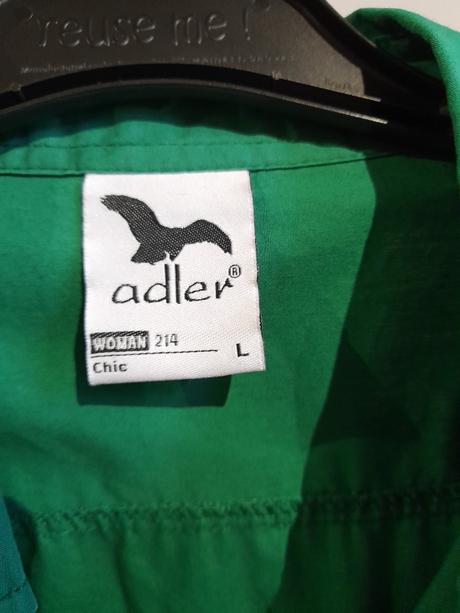 reuse me!
adler®
WOMAN 214
L
Chic